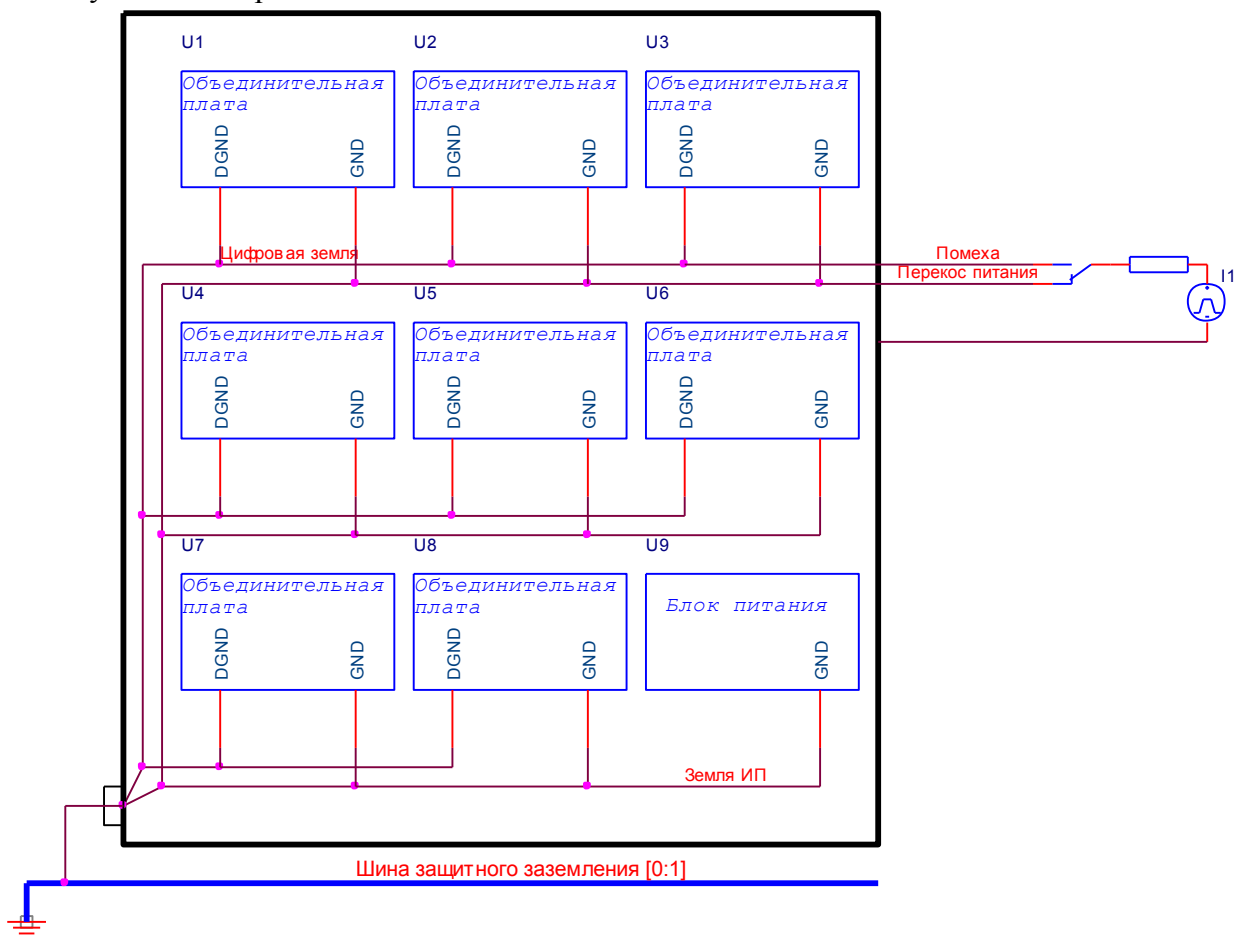 U1 U2 U3
Объединительная плата Объединительная плата Объединительная плата
DGND GND DGND GND DGND GND
Цифровая земля
Помеха
Перекос питания
I1
U4 U5 U6
Объединительная плата Объединительная плата Объединительная плата
DGND GND DGND GND DGND GND
U7 U8 U9
Объединительная плата Объединительная плата Блок питания
DGND GND DGND GND GND
Земля ИП
Шина защитного заземления [0:1]